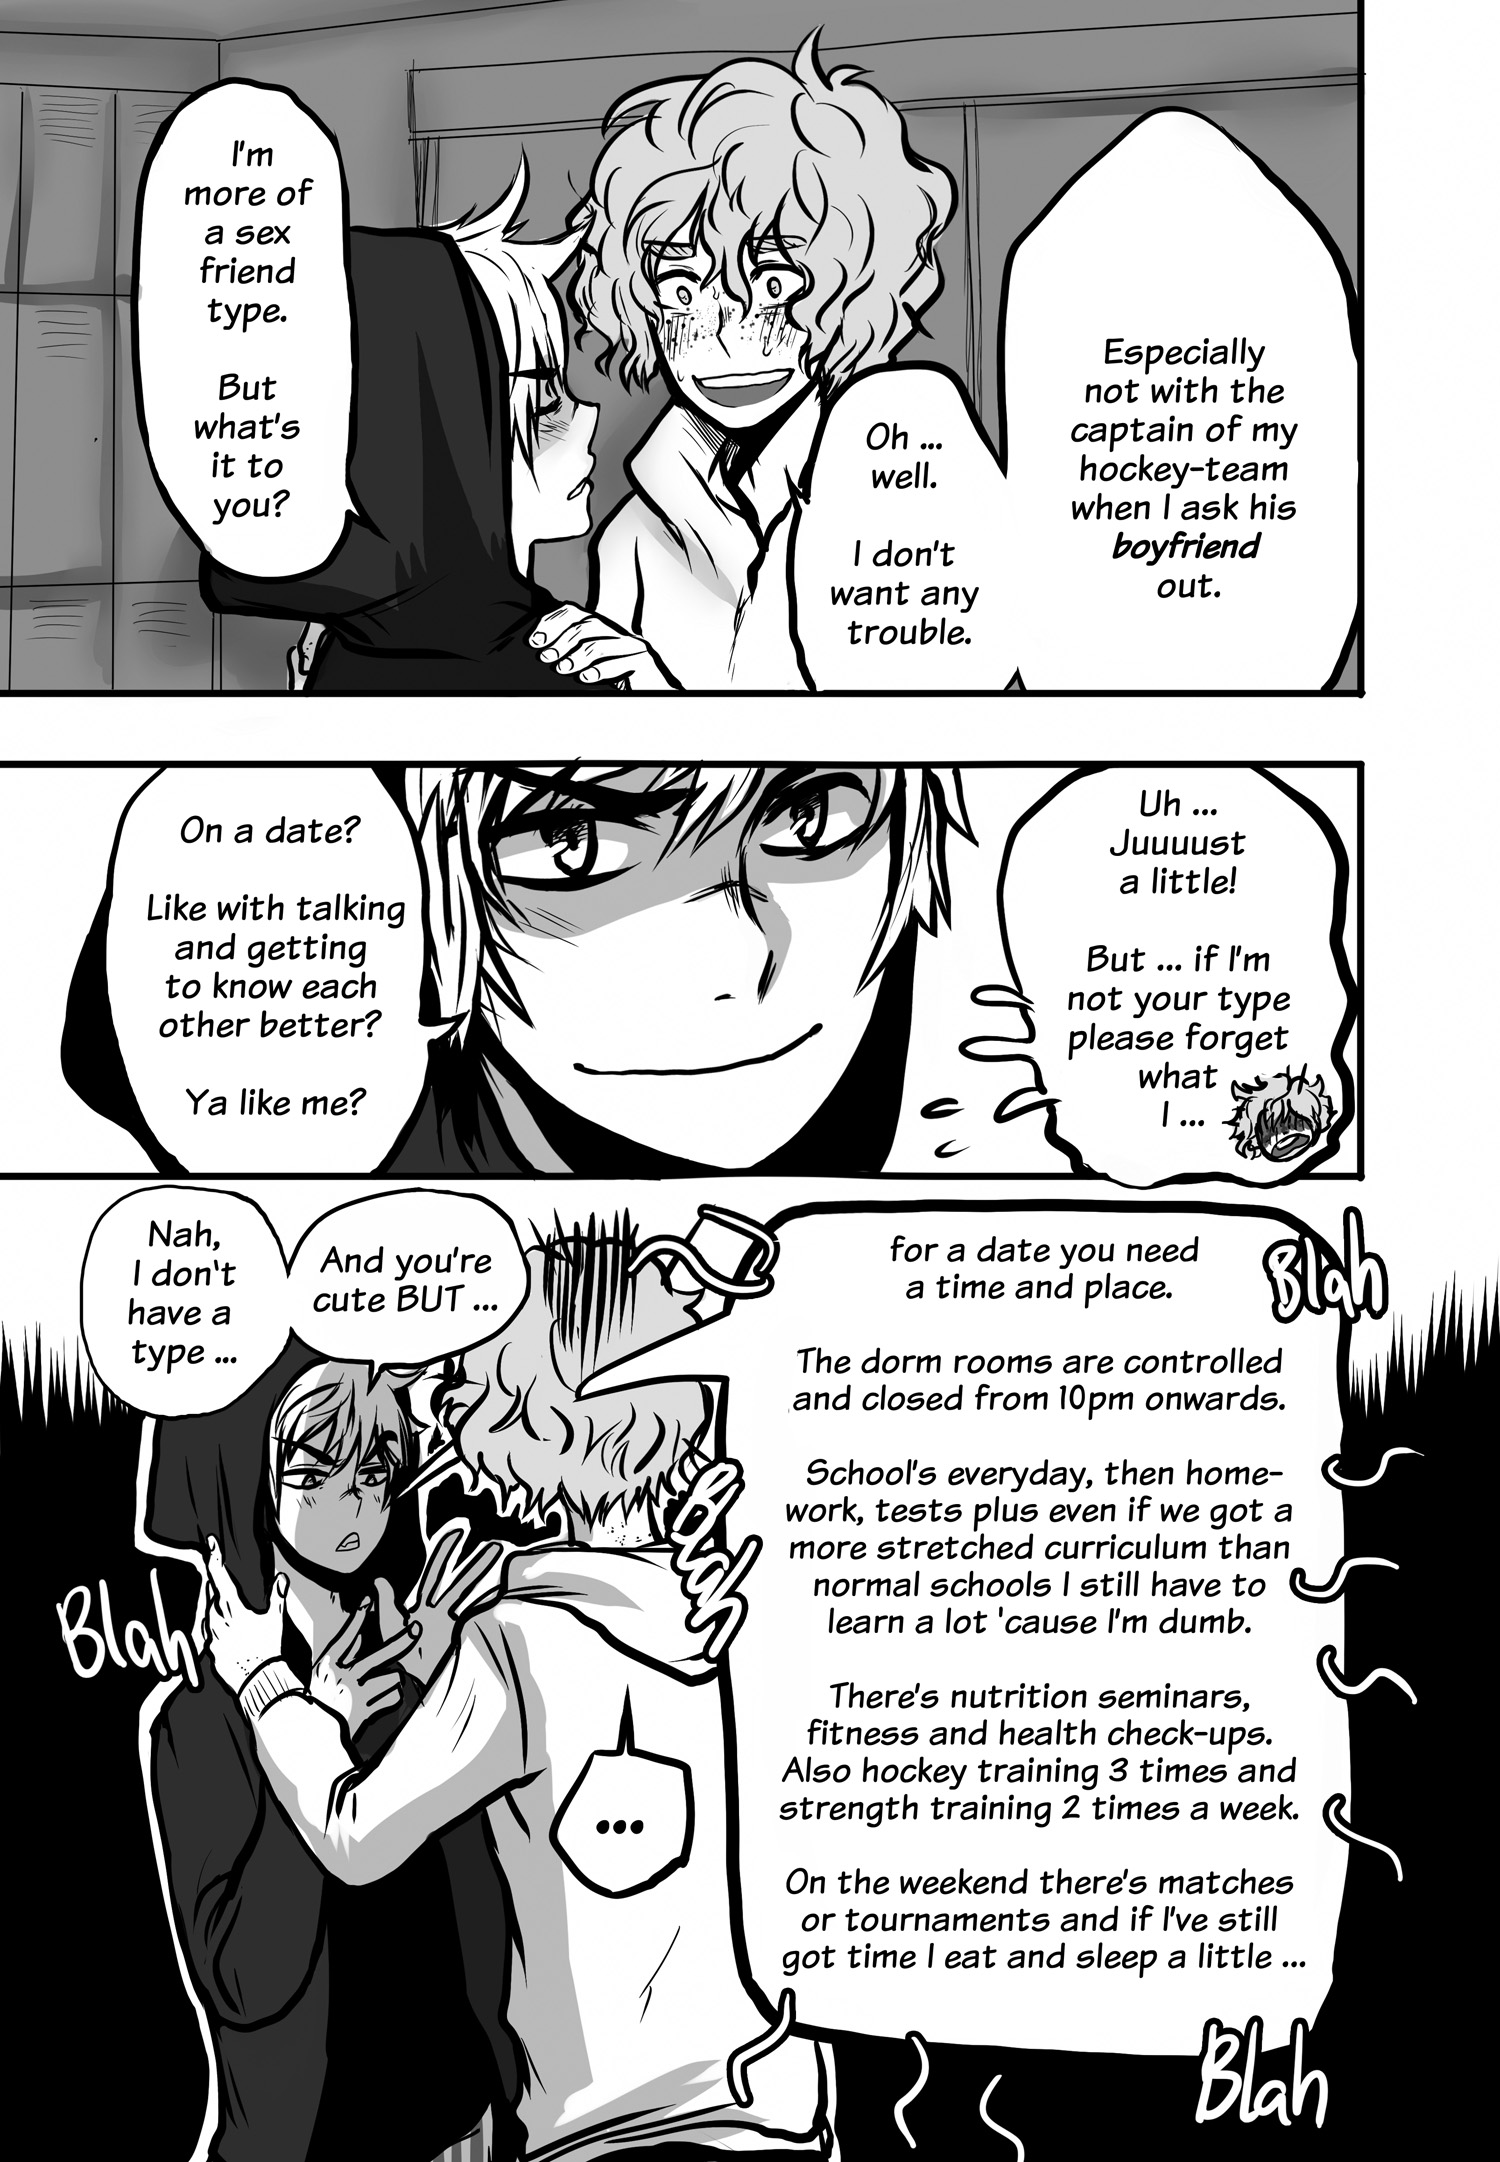 I'm
more of
a sex
friend
type.
But
what's
it to
you?
Oh ...
well.
I don't
want any
trouble.
Especially
not with the
captain of my
hockey-team
when I ask his
boyfriend
out.
On a date?
Like with talking
and getting
to know each
other better?
Ya like me?
Uh ...
Juuuust
a little!
But ... if I'm
not your type
please forget
what
I ...
Nah,
I don't
have a
type ...
And you're
cute BUT ...
for a date you need
a time and place.
The dorm rooms are controlled
and closed from 10pm onwards.
School's everyday, then home-
work, tests plus even if we got a
more stretched curriculum than
normal schools I still have to
learn a lot 'cause I'm dumb.
There's nutrition seminars,
fitness and health check-ups.
Also hockey training 3 times and
strength training 2 times a week.
On the weekend there's matches
or tournaments and if I've still
got time I eat and sleep a little ...
Blah
Blah
Blah
...
Blah